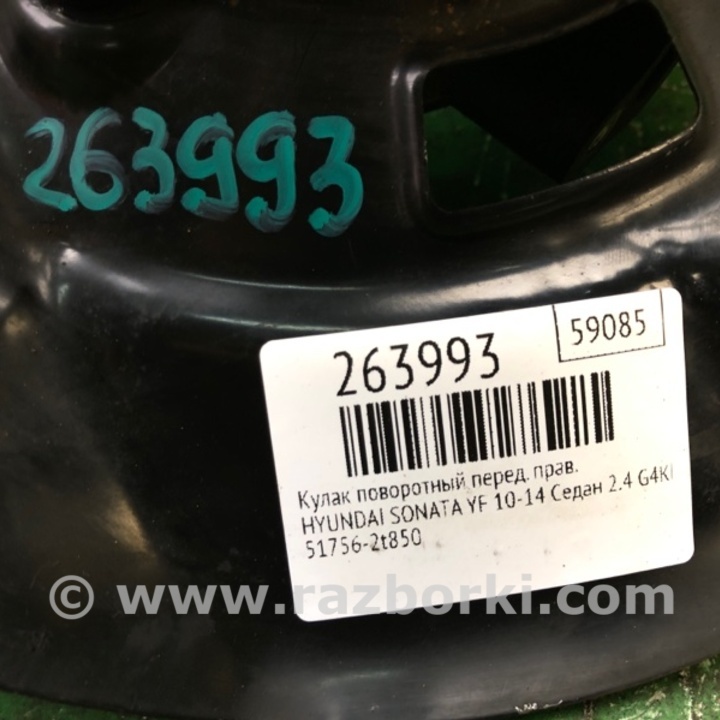 263993
59085
263993
Кулак поворотный перед. прав.
HYUNDAI SONATA YF 10-14 Седан 2.4
51756-2t850
© www.razborki.com